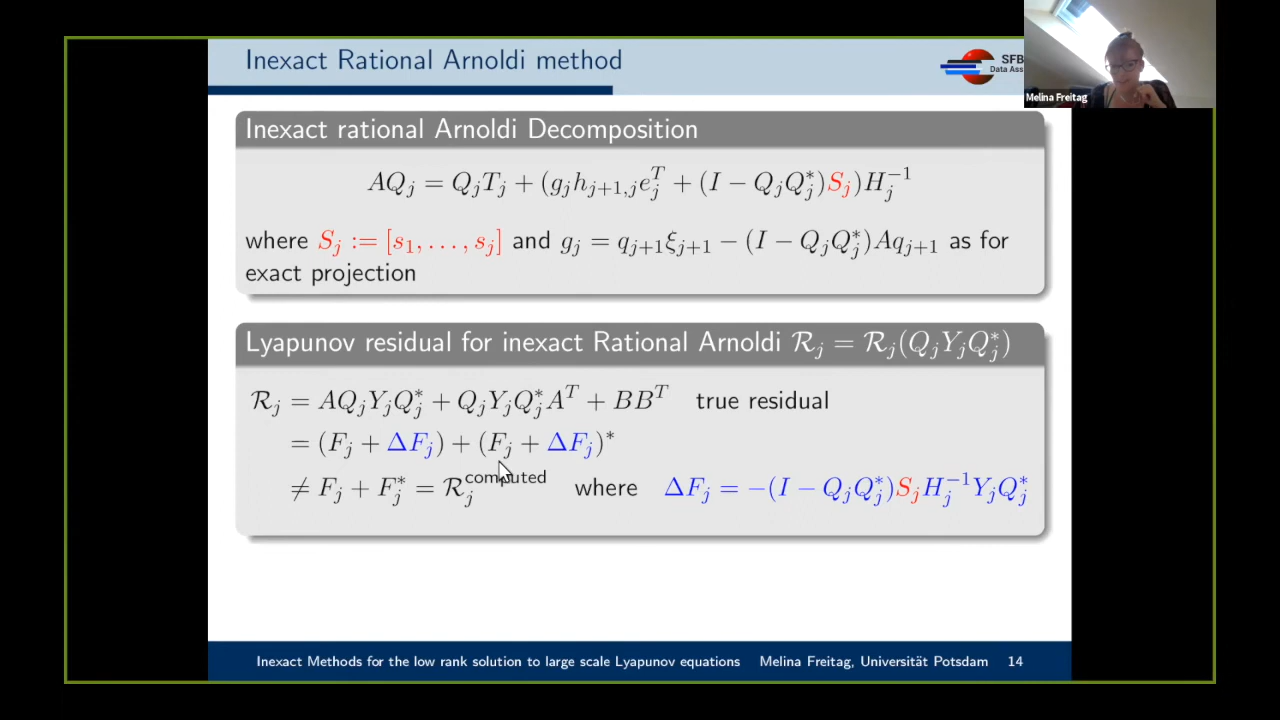 Inexact Rational Arnoldi method
SFB
Data Ass
Melina Freitag
Inexact rational Arnoldi Decomposition
AQ_j = Q_jT_j + (g_jh_{j+1,j}e_j^T + (I − Q_jQ_j^*)S_j)H_j^{-1}
where S_j := [s_1, . . . , s_j] and g_j = q_{j+1}ξ_{j+1} − (I − Q_jQ_j^*)Aq_{j+1} as for
exact projection
Lyapunov residual for inexact Rational Arnoldi ℛ_j = ℛ_j(Q_jY_jQ_j^*)
ℛ_j = AQ_jY_jQ_j^* + Q_jY_jQ_j^*A^T + BB^T true residual
= (F_j + ΔF_j) + (F_j + ΔF_j)^*
≠ F_j + F_j^* = ℛ_j^{computed} where ΔF_j = −(I − Q_jQ_j^*)S_jH_j^{-1}Y_jQ_j^*
Inexact Methods for the low rank solution to large scale Lyapunov equations Melina Freitag, Universität Potsdam 14